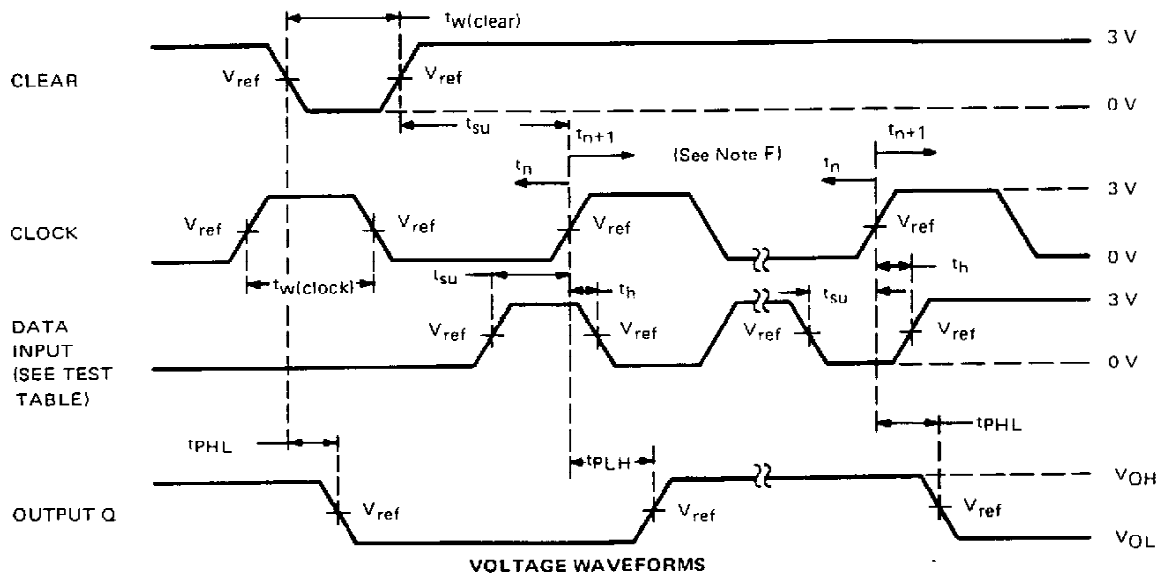 tw(clear)
3 V
CLEAR
Vref
Vref
0 V
tsu
tn+1
(See Note F)
tn+1
tn
tn
3 V
CLOCK
Vref
Vref
Vref
Vref
0 V
tw(clock)
tsu
th
tsu
th
3 V
DATA
INPUT
(SEE TEST
TABLE)
Vref
Vref
Vref
Vref
0 V
tPHL
tPLH
tPHL
VOH
OUTPUT Q
Vref
Vref
Vref
VOL
VOLTAGE WAVEFORMS